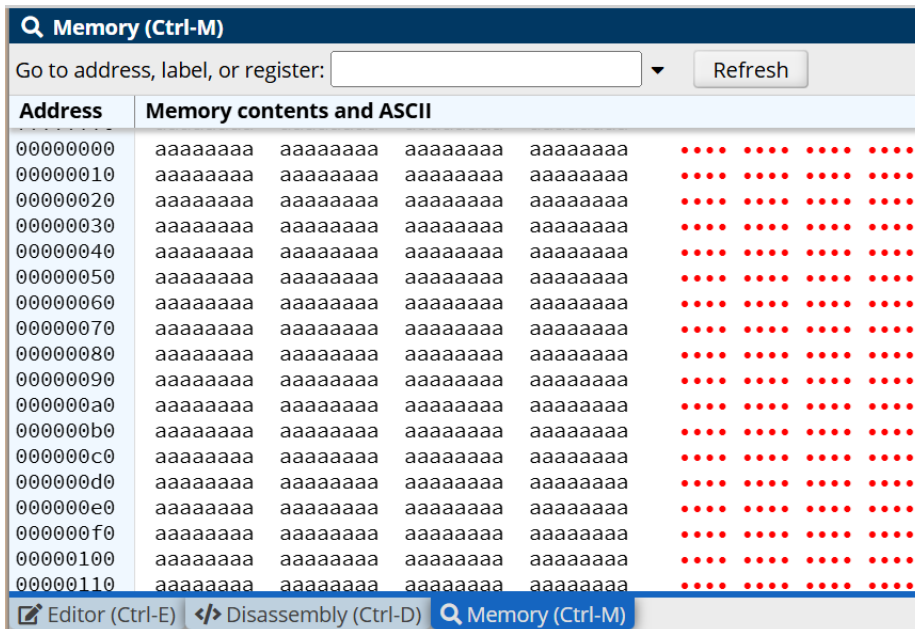 Memory (Ctrl-M)
Go to address, label, or register: Refresh
Address Memory contents and ASCII
00000000 aaaaaaaa aaaaaaaa aaaaaaaa aaaaaaaa •••• •••• •••• ••••
00000010 aaaaaaaa aaaaaaaa aaaaaaaa aaaaaaaa •••• •••• •••• ••••
00000020 aaaaaaaa aaaaaaaa aaaaaaaa aaaaaaaa •••• •••• •••• ••••
00000030 aaaaaaaa aaaaaaaa aaaaaaaa aaaaaaaa •••• •••• •••• ••••
00000040 aaaaaaaa aaaaaaaa aaaaaaaa aaaaaaaa •••• •••• •••• ••••
00000050 aaaaaaaa aaaaaaaa aaaaaaaa aaaaaaaa •••• •••• •••• ••••
00000060 aaaaaaaa aaaaaaaa aaaaaaaa aaaaaaaa •••• •••• •••• ••••
00000070 aaaaaaaa aaaaaaaa aaaaaaaa aaaaaaaa •••• •••• •••• ••••
00000080 aaaaaaaa aaaaaaaa aaaaaaaa aaaaaaaa •••• •••• •••• ••••
00000090 aaaaaaaa aaaaaaaa aaaaaaaa aaaaaaaa •••• •••• •••• ••••
000000a0 aaaaaaaa aaaaaaaa aaaaaaaa aaaaaaaa •••• •••• •••• ••••
000000b0 aaaaaaaa aaaaaaaa aaaaaaaa aaaaaaaa •••• •••• •••• ••••
000000c0 aaaaaaaa aaaaaaaa aaaaaaaa aaaaaaaa •••• •••• •••• ••••
000000d0 aaaaaaaa aaaaaaaa aaaaaaaa aaaaaaaa •••• •••• •••• ••••
000000e0 aaaaaaaa aaaaaaaa aaaaaaaa aaaaaaaa •••• •••• •••• ••••
000000f0 aaaaaaaa aaaaaaaa aaaaaaaa aaaaaaaa •••• •••• •••• ••••
00000100 aaaaaaaa aaaaaaaa aaaaaaaa aaaaaaaa •••• •••• •••• ••••
00000110 aaaaaaaa aaaaaaaa aaaaaaaa aaaaaaaa •••• •••• •••• ••••
Editor (Ctrl-E) </> Disassembly (Ctrl-D) Memory (Ctrl-M)